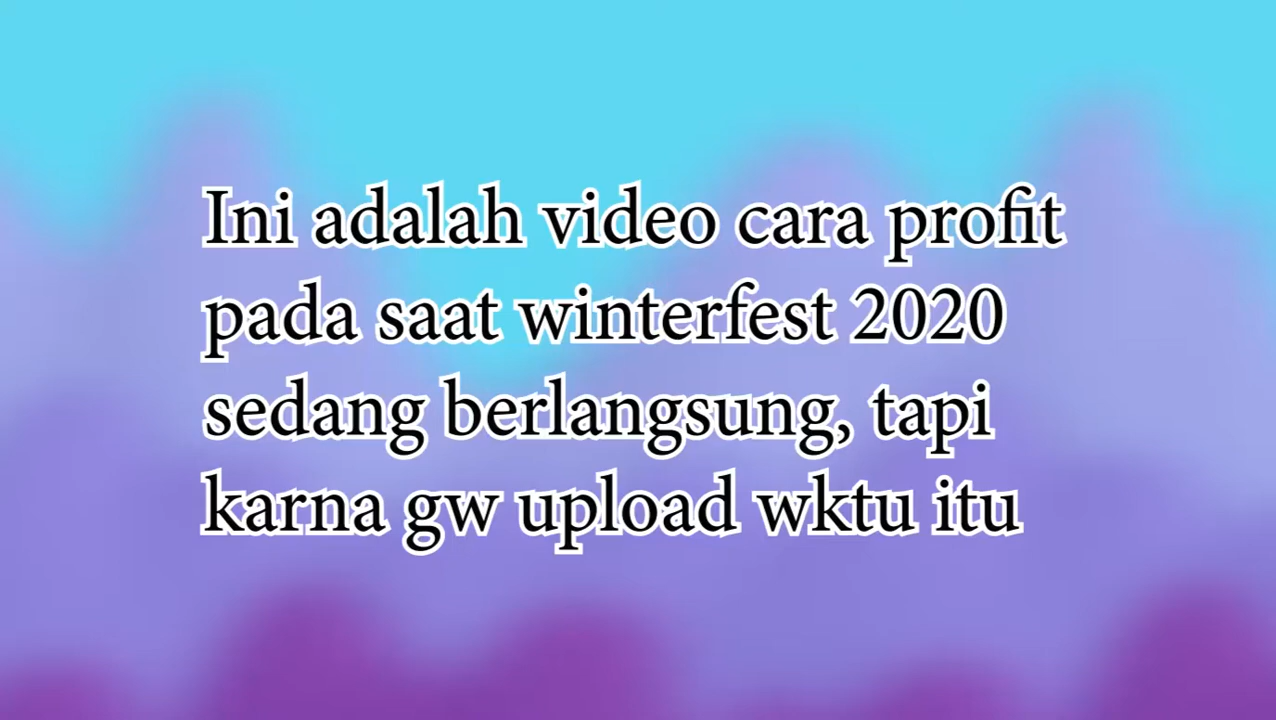 Ini adalah video cara profit
pada saat winterfest 2020
sedang berlangsung, tapi
karna gw upload wktu itu